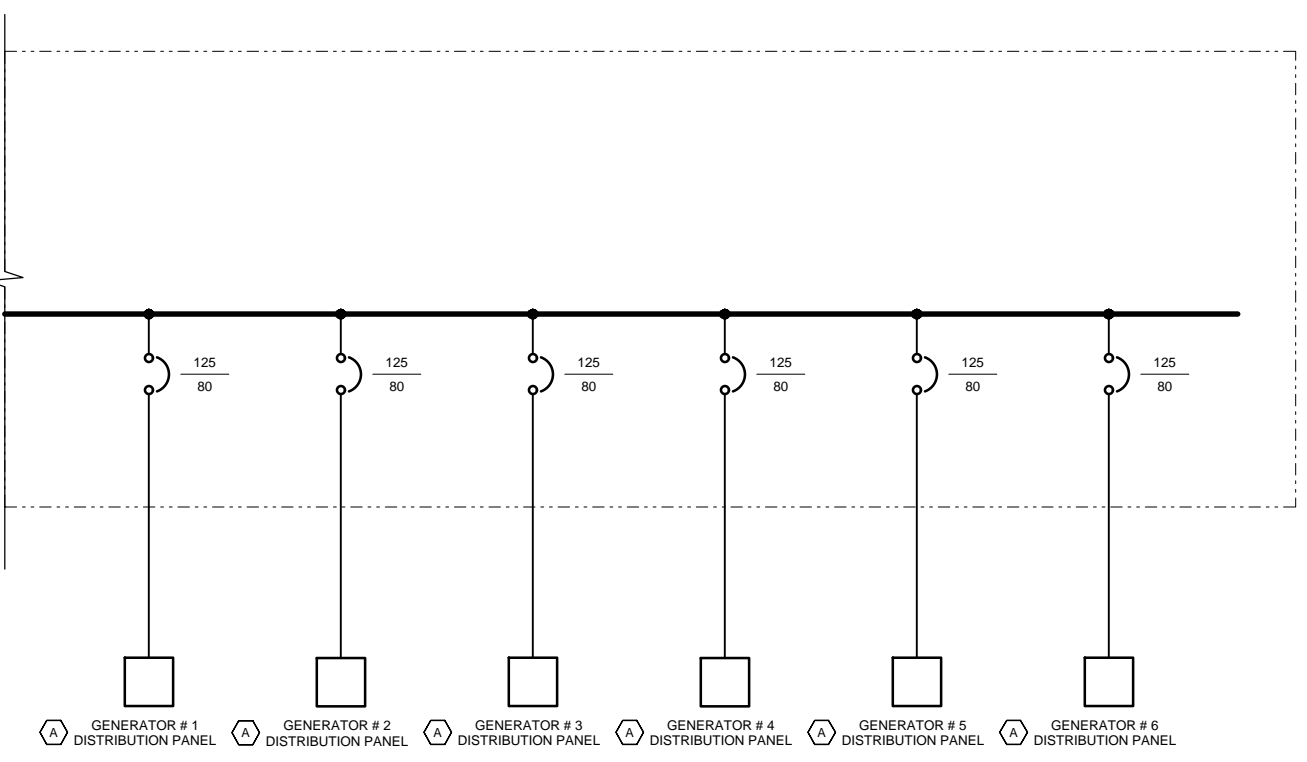 125
80
125
80
125
80
125
80
125
80
125
80
A
GENERATOR # 1
DISTRIBUTION PANEL
A
GENERATOR # 2
DISTRIBUTION PANEL
A
GENERATOR # 3
DISTRIBUTION PANEL
A
GENERATOR # 4
DISTRIBUTION PANEL
A
GENERATOR # 5
DISTRIBUTION PANEL
A
GENERATOR # 6
DISTRIBUTION PANEL